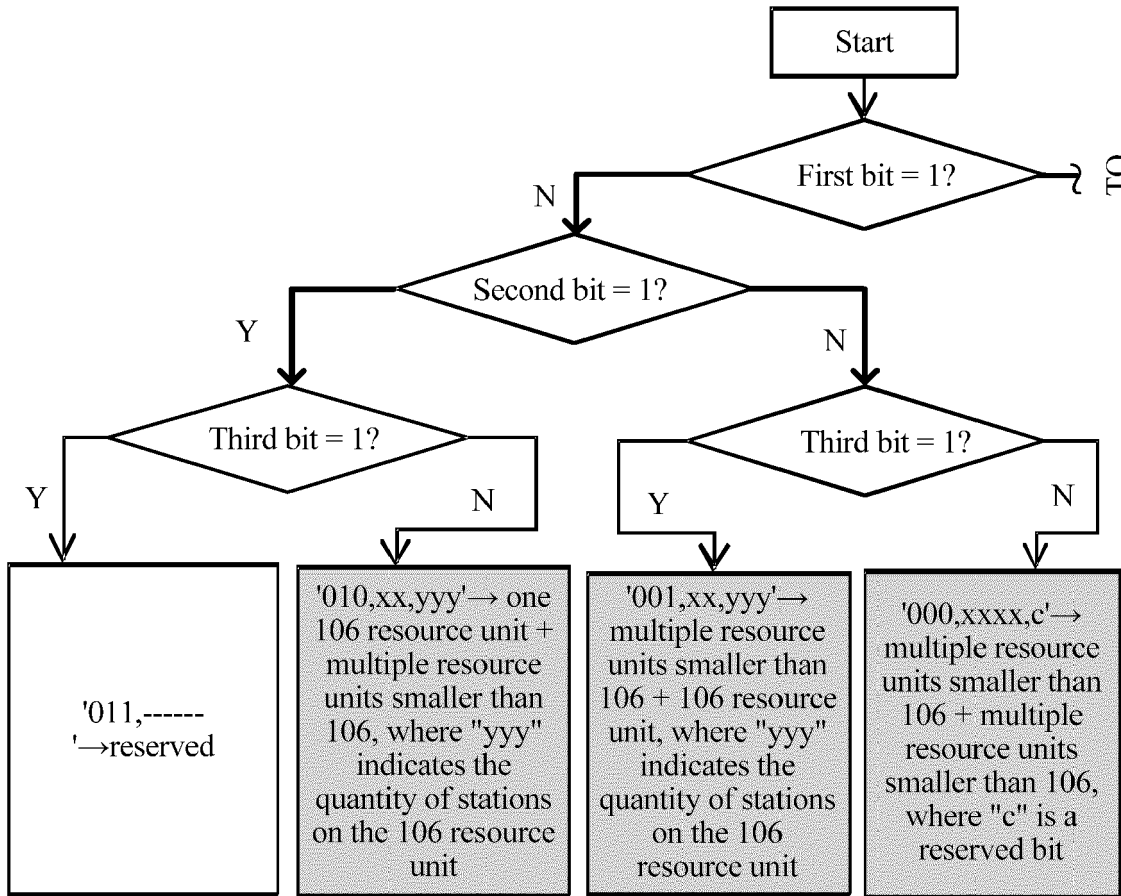 Start
First bit = 1?
TO
N
Second bit = 1?
Y
N
Third bit = 1?
Third bit = 1?
Y
N
Y
N
'011,------
'→reserved
'010,xx,yyy'→ one
106 resource unit +
multiple resource
units smaller than
106, where "yyy"
indicates the
quantity of stations
on the 106 resource
unit
'001,xx,yyy'→
multiple resource
units smaller than
106 + 106 resource
unit, where "yyy"
indicates the
quantity of stations
on the 106
resource unit
'000,xxxx,c'→
multiple resource
units smaller than
106 + multiple
resource units
smaller than 106,
where "c" is a
reserved bit